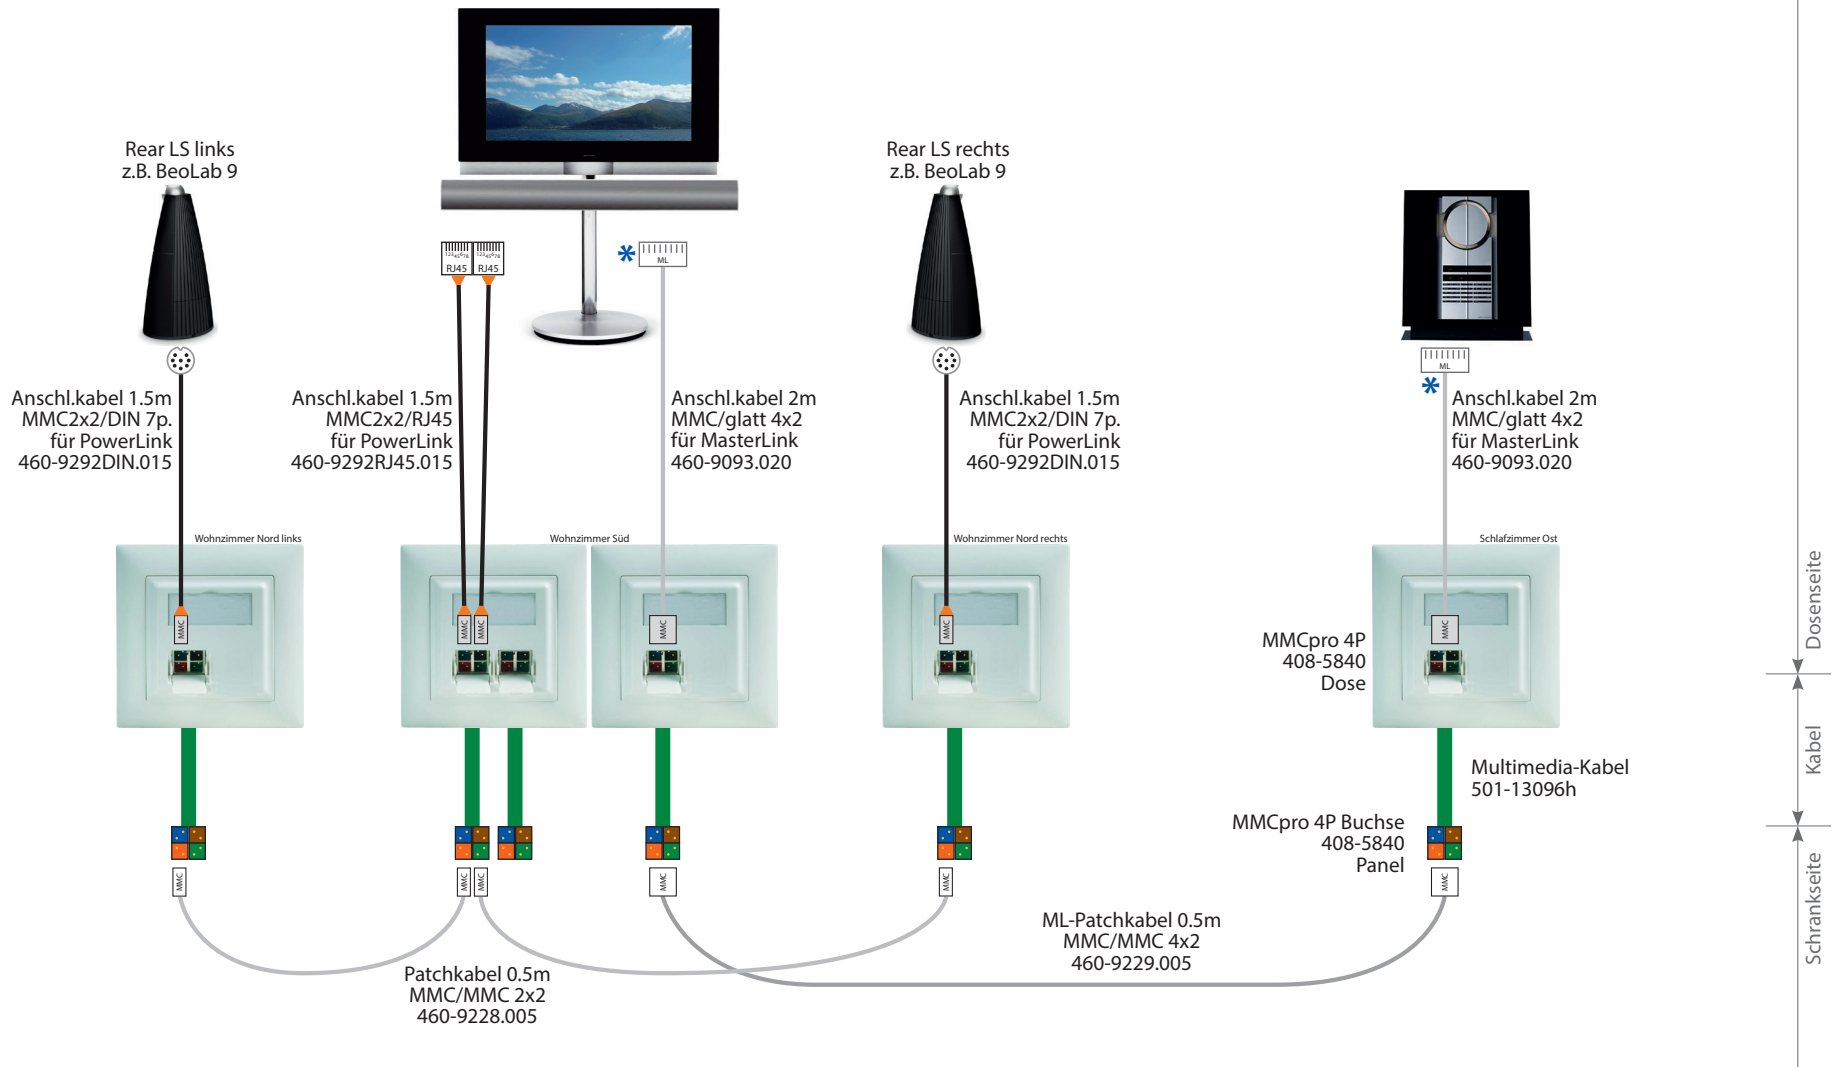 Rear LS links
z.B. BeoLab 9
Rear LS rechts
z.B. BeoLab 9
12345678
RJ45
12345678
RJ45
*
ML
ML
*
Anschl.kabel 1.5m
MMC2x2/DIN 7p.
für PowerLink
460-9292DIN.015
Anschl.kabel 1.5m
MMC2x2/RJ45
für PowerLink
460-9292RJ45.015
Anschl.kabel 2m
MMC/glatt 4x2
für MasterLink
460-9093.020
Anschl.kabel 1.5m
MMC2x2/DIN 7p.
für PowerLink
460-9292DIN.015
Anschl.kabel 2m
MMC/glatt 4x2
für MasterLink
460-9093.020
Wohnzimmer Nord links
Wohnzimmer Süd
Wohnzimmer Nord rechts
Schlafzimmer Ost
MMC
MMC
MMC
MMC
MMC
MMC
MMCpro 4P
408-5840
Dose
Dosenseite
Kabel
Schrankseite
Multimedia-Kabel
501-13096h
MMCpro 4P Buchse
408-5840
Panel
MMC
MMC
MMC
MMC
MMC
MMC
ML-Patchkabel 0.5m
MMC/MMC 4x2
460-9229.005
Patchkabel 0.5m
MMC/MMC 2x2
460-9228.005